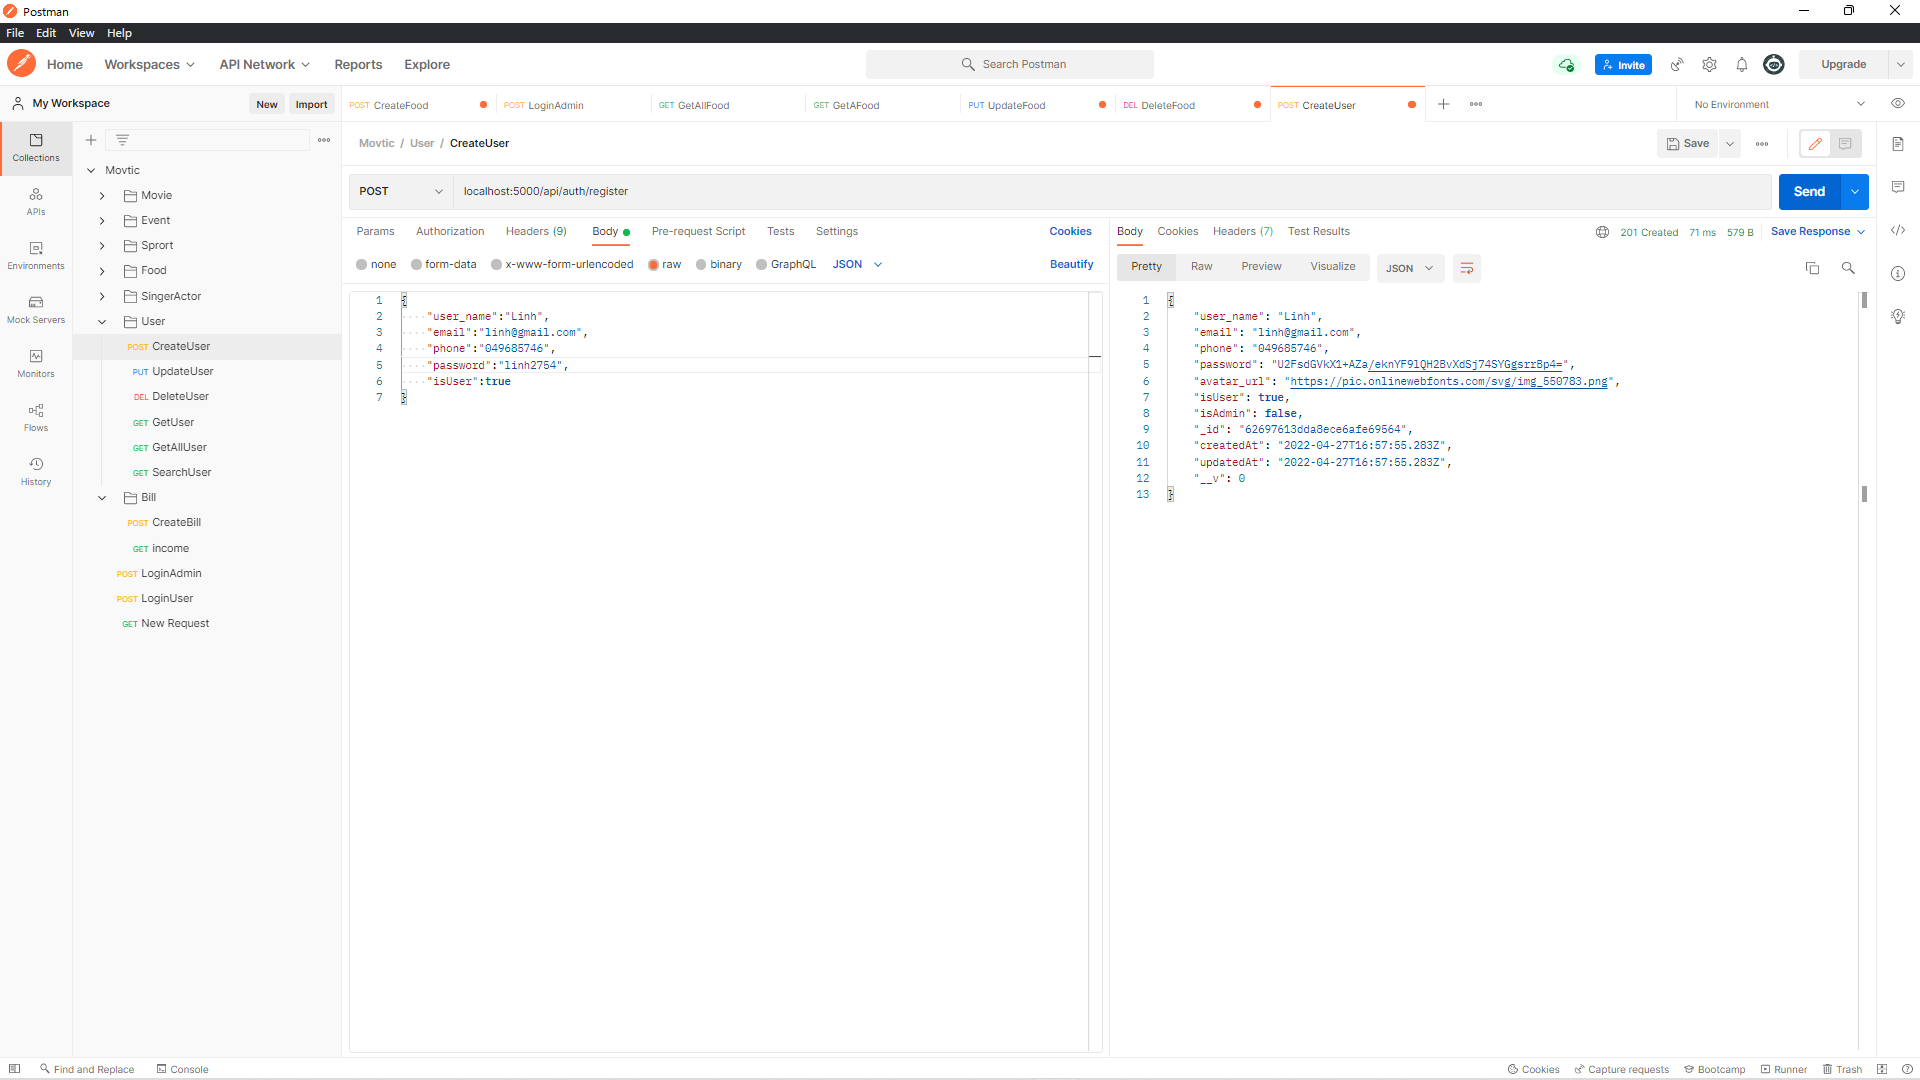 Postman
File Edit View Help
Home Workspaces API Network Reports Explore Search Postman Invite Upgrade
My Workspace New Import
POST CreateFood POST LoginAdmin GET GetAllFood GET GetAFood PUT UpdateFood DEL DeleteFood POST CreateUser No Environment
Collections
APIs
Environments
Mock Servers
Monitors
Flows
History
Movtic
Movie
Event
Sprort
Food
SingerActor
User
POST CreateUser
PUT UpdateUser
DEL DeleteUser
GET GetUser
GET GetAllUser
GET SearchUser
Bill
POST CreateBill
GET income
POST LoginAdmin
POST LoginUser
GET New Request
Movtic / User / CreateUser Save
POST localhost:5000/api/auth/register Send
Params Authorization Headers (9) Body Pre-request Script Tests Settings Cookies
none form-data x-www-form-urlencoded raw binary GraphQL JSON Beautify
1 {
2 "user_name":"Linh",
3 "email":"linh@gmail.com",
4 "phone":"049685746",
5 "password":"linh2754",
6 "isUser":true
7 }
Body Cookies Headers (7) Test Results 201 Created 71 ms 579 B Save Response
Pretty Raw Preview Visualize JSON
1 {
2 "user_name": "Linh",
3 "email": "linh@gmail.com",
4 "phone": "049685746",
5 "password": "U2FsdGVkX1+AZa/eknYF9lQH2BvXdSj74SYGgsrrBp4=",
6 "avatar_url": "https://pic.onlinewebfonts.com/svg/img_550783.png",
7 "isUser": true,
8 "isAdmin": false,
9 "_id": "62697613dda8ece6afe69564",
10 "createdAt": "2022-04-27T16:57:55.283Z",
11 "updatedAt": "2022-04-27T16:57:55.283Z",
12 "__v": 0
13 }
Find and Replace Console Cookies Capture requests Bootcamp Runner Trash